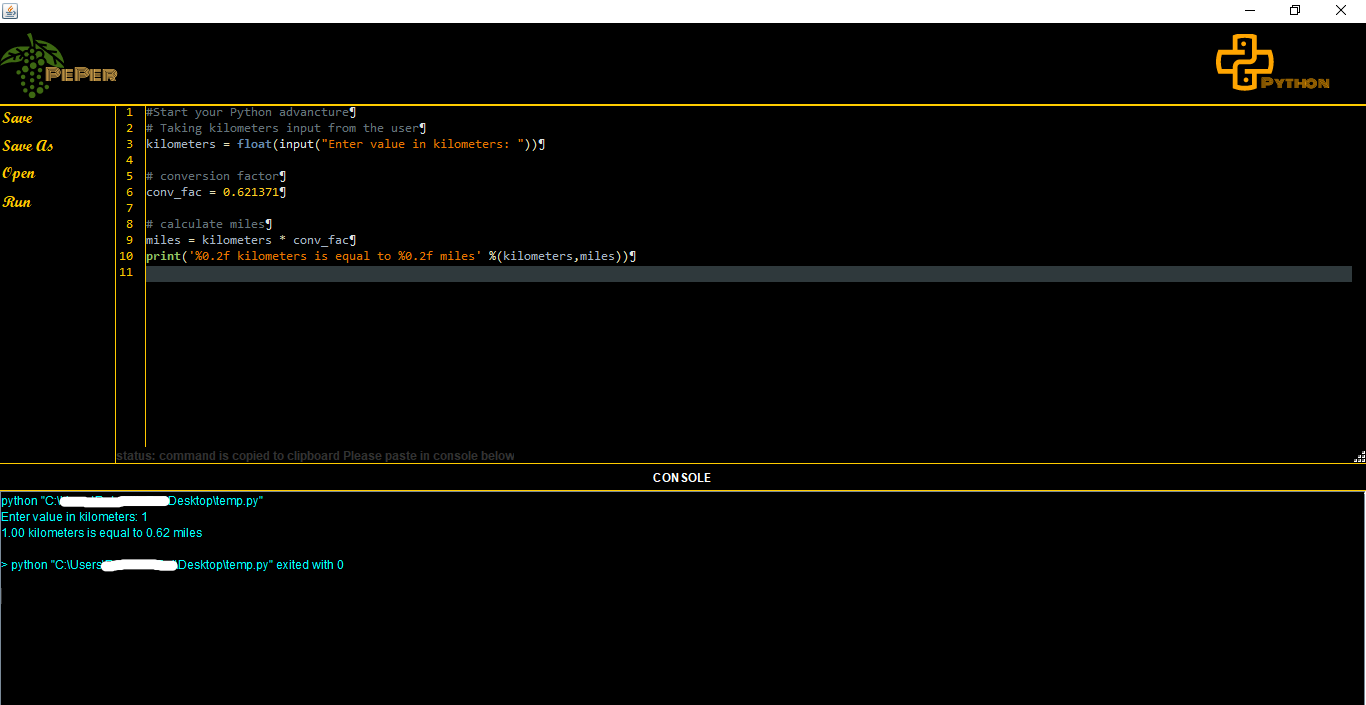 PEPER
PYTHON
Save
Save As
Open
Run
1 #Start your Python advancture¶
2 # Taking kilometers input from the user¶
3 kilometers = float(input("Enter value in kilometers: "))¶
4
5 # conversion factor¶
6 conv_fac = 0.621371¶
7
8 # calculate miles¶
9 miles = kilometers * conv_fac¶
10 print('%0.2f kilometers is equal to %0.2f miles' %(kilometers,miles))¶
11
status: command is copied to clipboard Please paste in console below
CONSOLE
python "C:\ Desktop\temp.py"
Enter value in kilometers: 1
1.00 kilometers is equal to 0.62 miles
> python "C:\Users \Desktop\temp.py" exited with 0